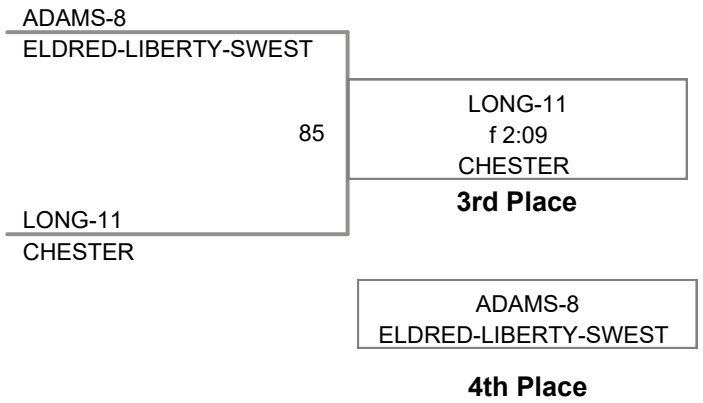 ADAMS-8
ELDRED-LIBERTY-SWEST
85
LONG-11
f 2:09
CHESTER
3rd Place
LONG-11
CHESTER
ADAMS-8
ELDRED-LIBERTY-SWEST
4th Place